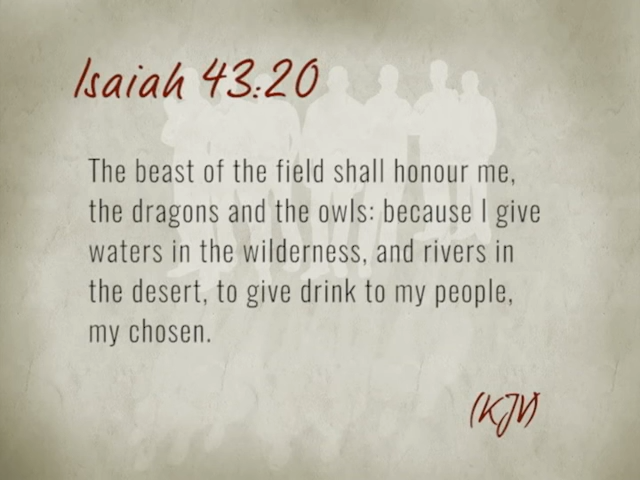 Isaiah 43:20
The beast of the field shall honour me,
the dragons and the owls: because I give
waters in the wilderness, and rivers in
the desert, to give drink to my people,
my chosen.
(KJV)